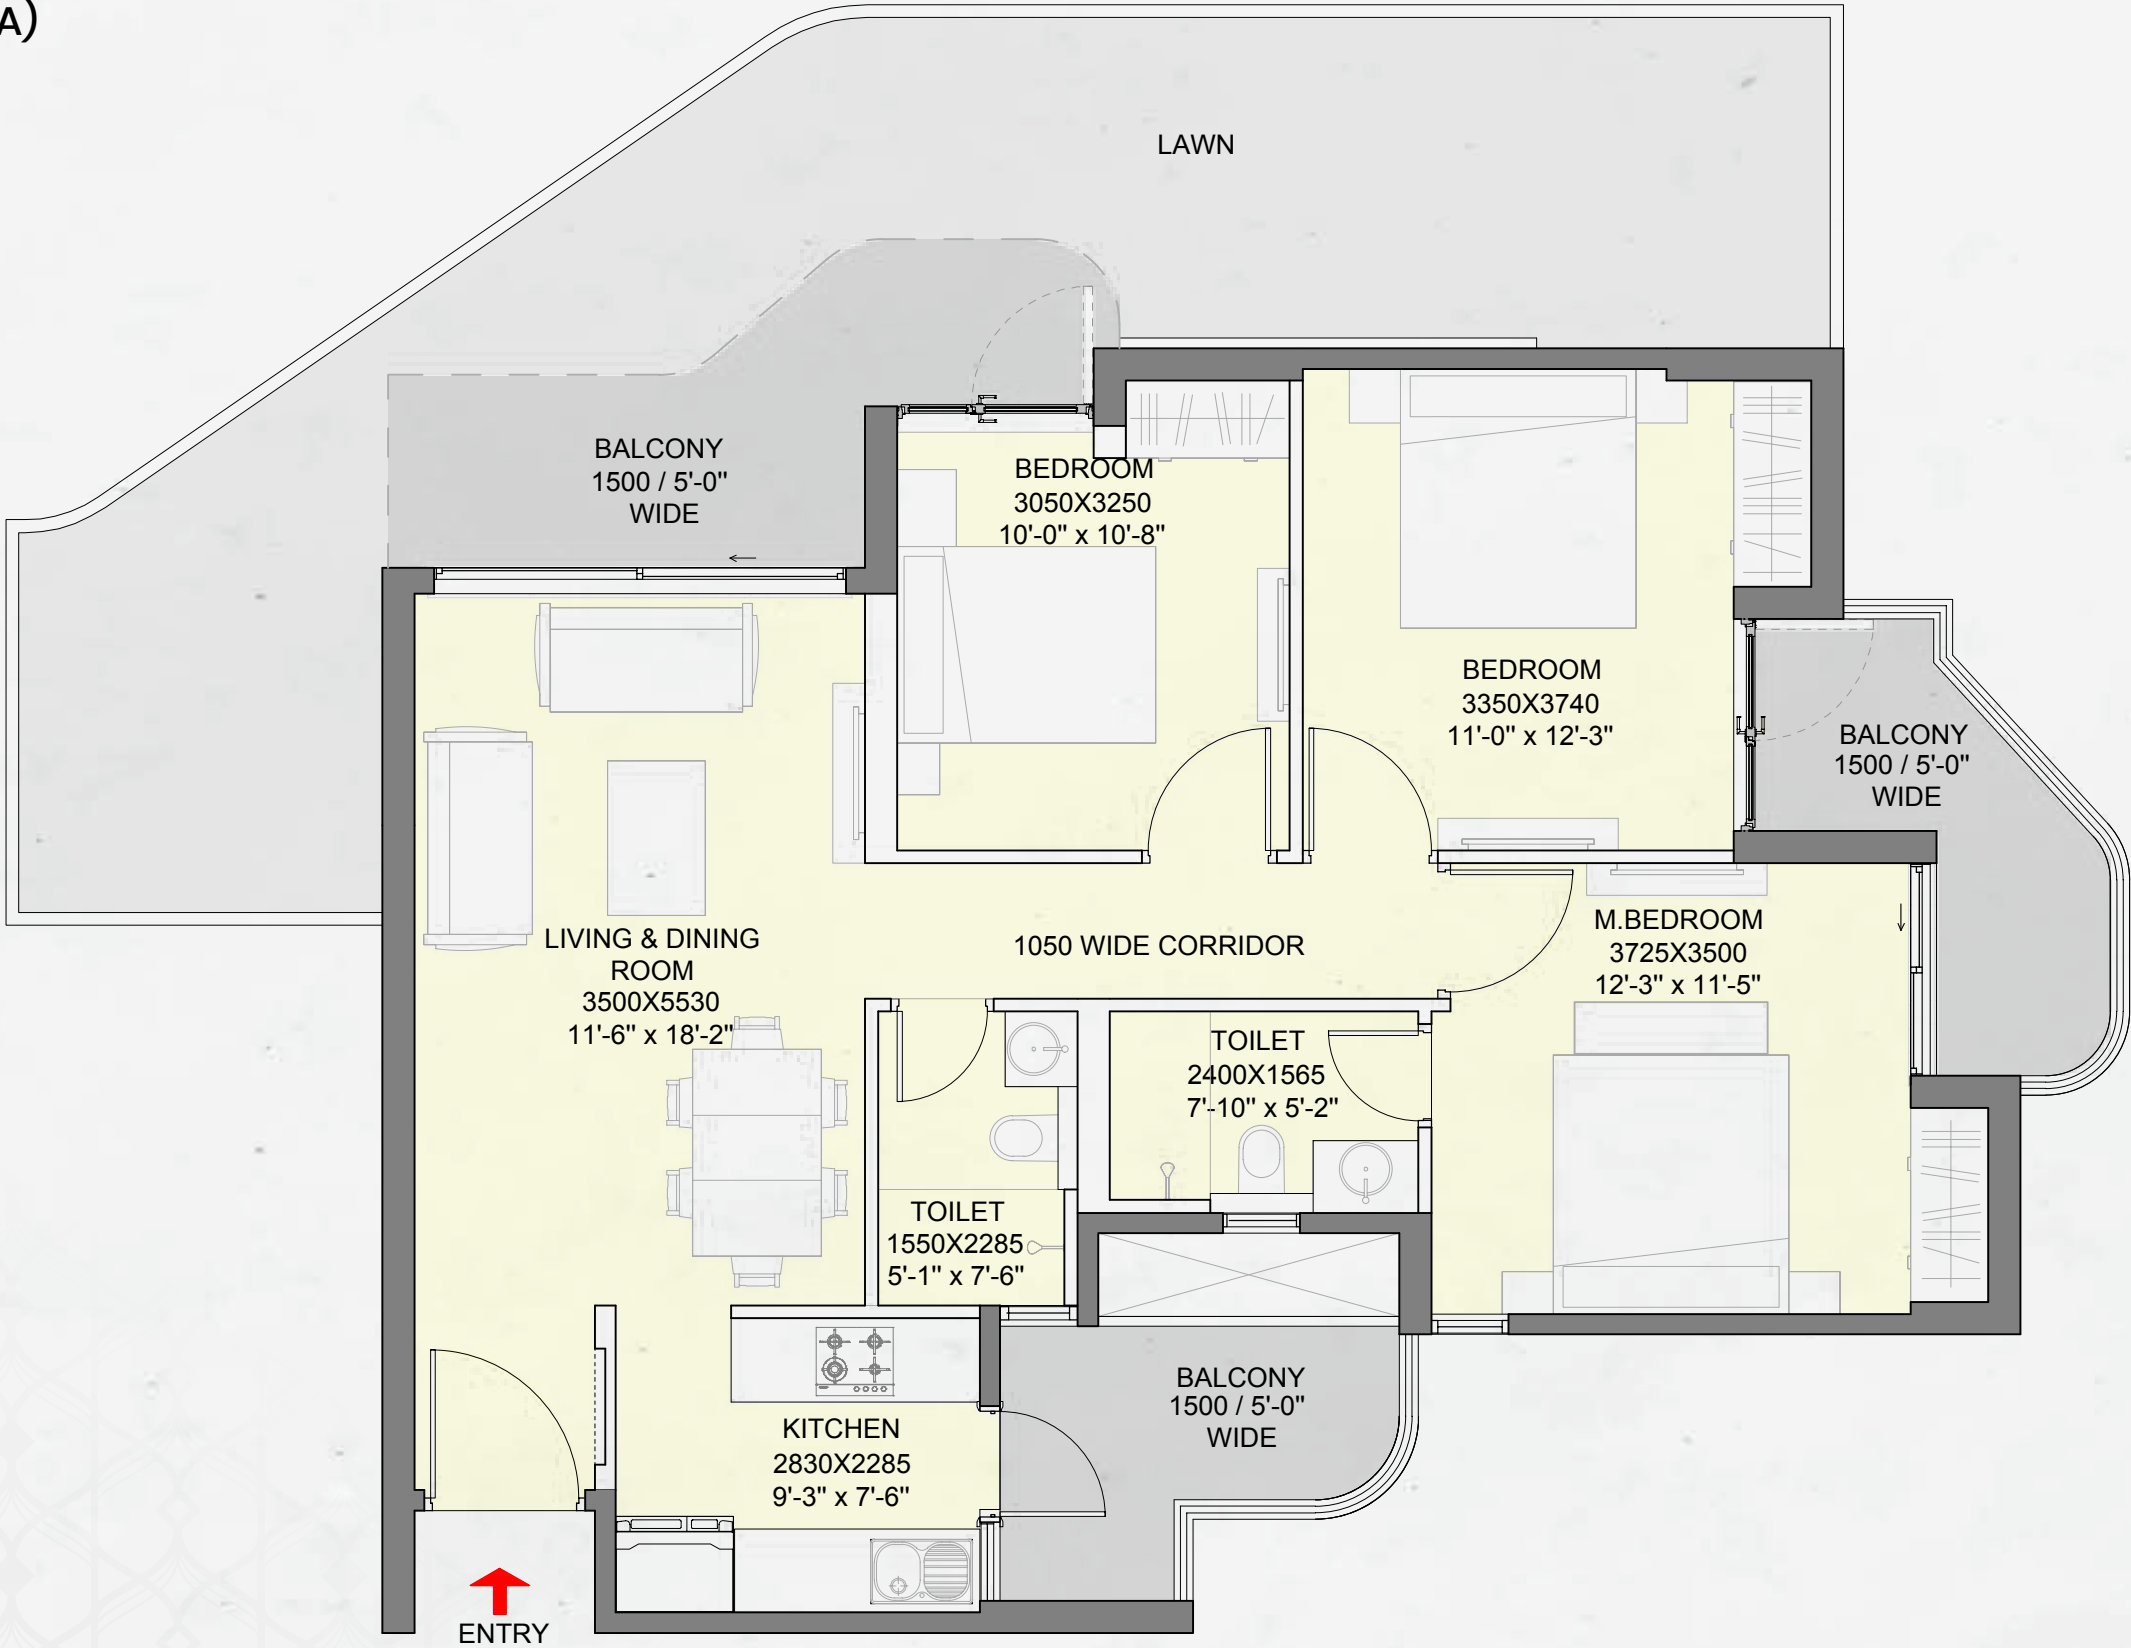 A)
LAWN
BALCONY
1500 / 5'-0"
WIDE
BEDROOM
3050X3250
10'-0" x 10'-8"
BEDROOM
3350X3740
11'-0" x 12'-3"
BALCONY
1500 / 5'-0"
WIDE
LIVING & DINING
ROOM
3500X5530
11'-6" x 18'-2"
1050 WIDE CORRIDOR
M.BEDROOM
3725X3500
12'-3" x 11'-5"
TOILET
2400X1565
7'-10" x 5'-2"
TOILET
1550X2285
5'-1" x 7'-6"
KITCHEN
2830X2285
9'-3" x 7'-6"
BALCONY
1500 / 5'-0"
WIDE
ENTRY